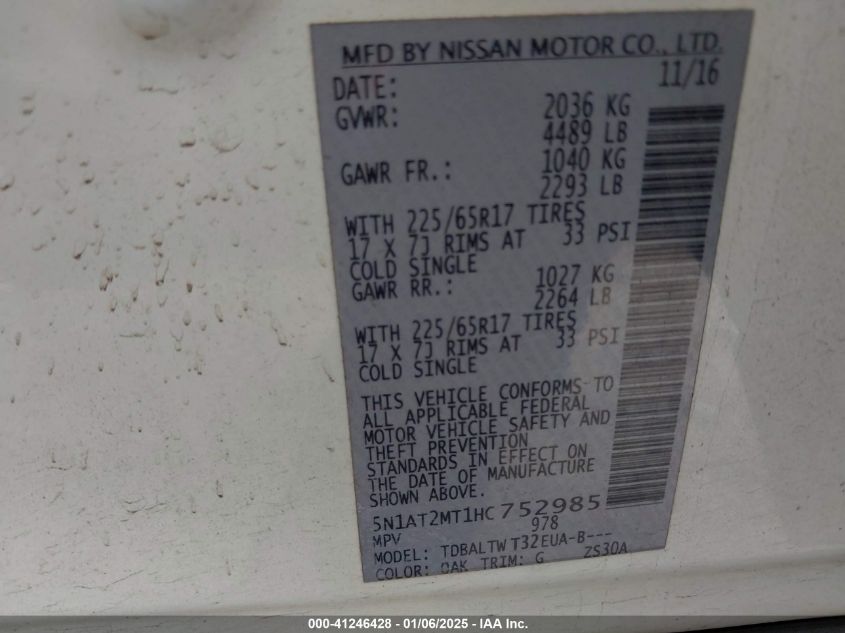 MFD BY NISSAN MOTOR CO., LTD.
DATE: 11/16
GVWR: 2036 KG
4489 LB
GAWR FR.: 1040 KG
2293 LB
WITH 225/65R17 TIRES
17 X 7J RIMS AT 33 PSI
COLD SINGLE
GAWR RR.: 1027 KG
2264 LB
WITH 225/65R17 TIRES
17 X 7J RIMS AT 33 PSI
COLD SINGLE
THIS VEHICLE CONFORMS TO
ALL APPLICABLE FEDERAL
MOTOR VEHICLE SAFETY AND
THEFT PREVENTION
STANDARDS IN EFFECT ON
THE DATE OF MANUFACTURE
SHOWN ABOVE.
5N1AT2MT1HC752985
MPV 978
MODEL: TDBALTW T32EUA-B---
COLOR: QAK TRIM: G ZS30A
000-41246428 - 01/06/2025 - IAA Inc.